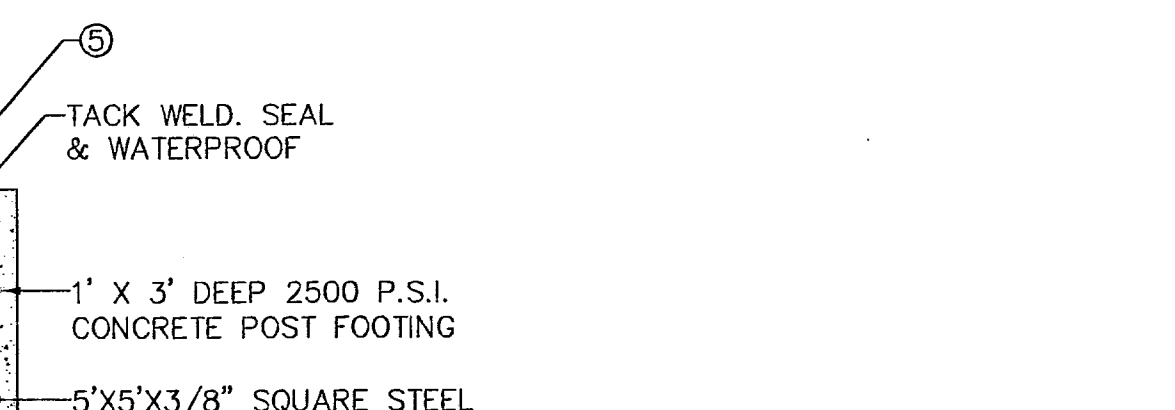 5
TACK WELD. SEAL
& WATERPROOF
1' X 3' DEEP 2500 P.S.I.
CONCRETE POST FOOTING
5'X5'X3/8" SQUARE STEEL